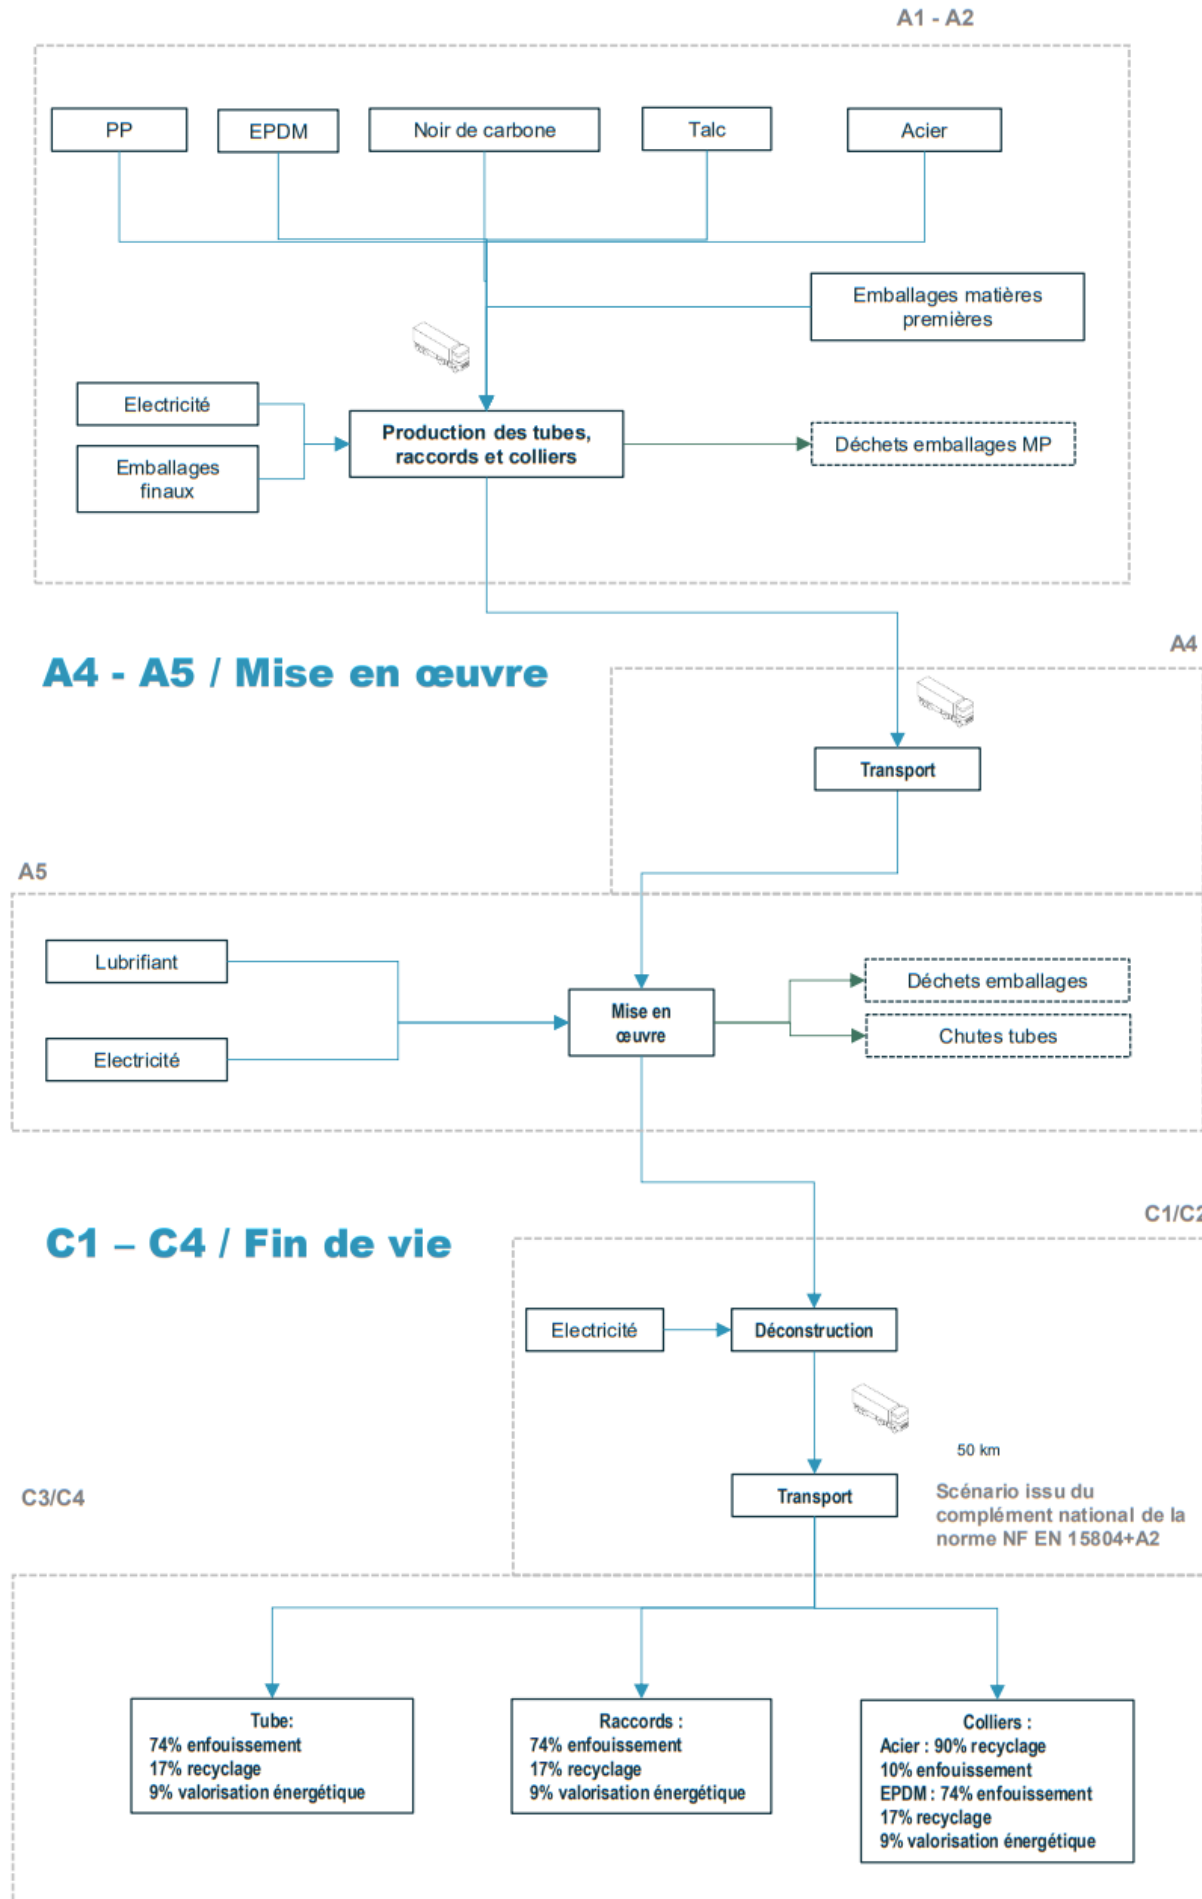 A1 - A2
PP
EPDM
Noir de carbone
Talc
Acier
Emballages matières
premières
Electricité
Emballages
finaux
Production des tubes,
raccords et colliers
Déchets emballages MP
A4 - A5 / Mise en œuvre
A4
Transport
A5
Lubrifiant
Electricité
Mise en
œuvre
Déchets emballages
Chutes tubes
C1 – C4 / Fin de vie
C1/C2
Electricité
Déconstruction
50 km
Transport
Scénario issu du
complément national de la
norme NF EN 15804+A2
C3/C4
Tube:
74% enfouissement
17% recyclage
9% valorisation énergétique
Raccords :
74% enfouissement
17% recyclage
9% valorisation énergétique
Colliers :
Acier : 90% recyclage
10% enfouissement
EPDM : 74% enfouissement
17% recyclage
9% valorisation énergétique